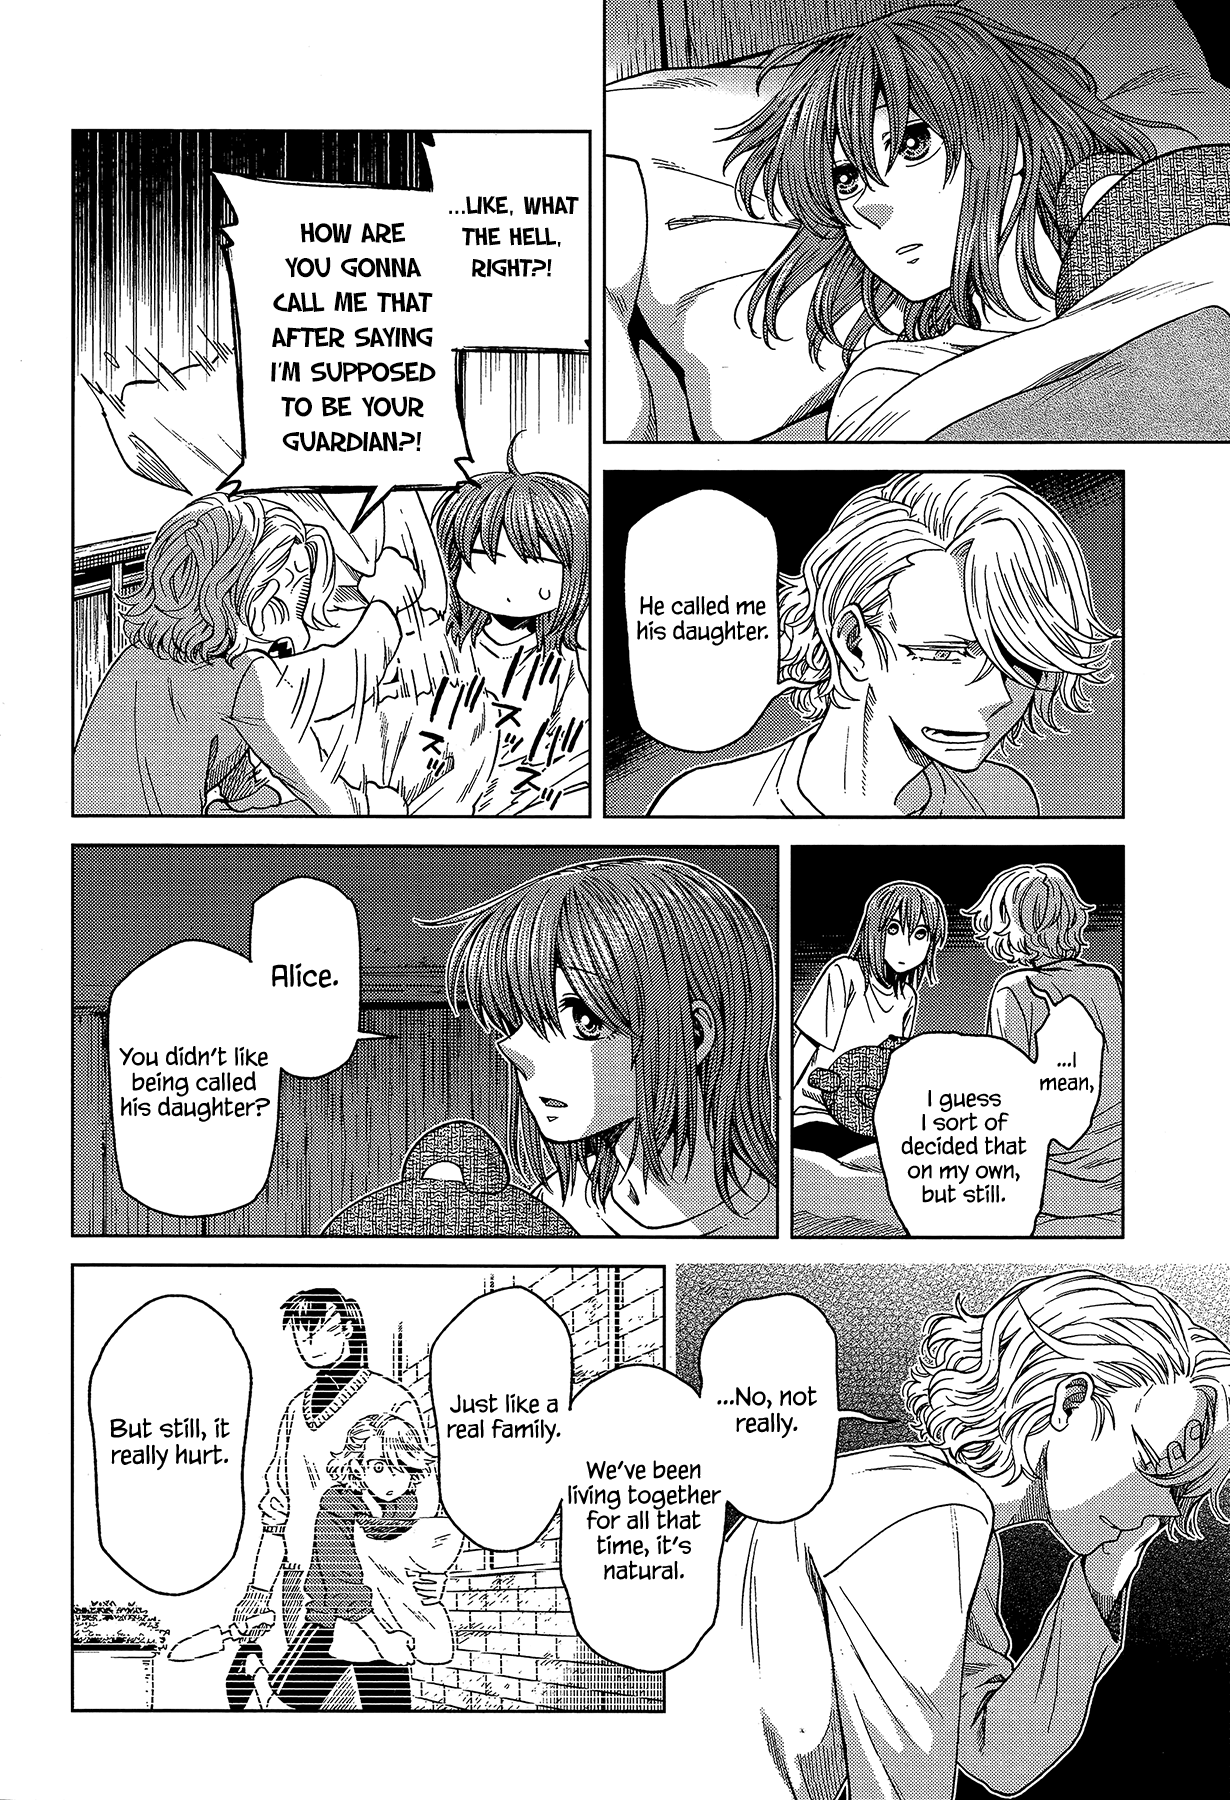 He called me
his daughter.
...LIKE, WHAT
THE HELL,
RIGHT?!
HOW ARE
YOU GONNA
CALL ME THAT
AFTER SAYING
I'M SUPPOSED
TO BE YOUR
GUARDIAN?!
...I
mean,
I guess
I sort of
decided that
on my own,
but still.
Alice.
You didn't like
being called
his daughter?
...No, not
really.
We've been
living together
for all that
time, it's
natural.
Just like a
real family.
But still, it
really hurt.